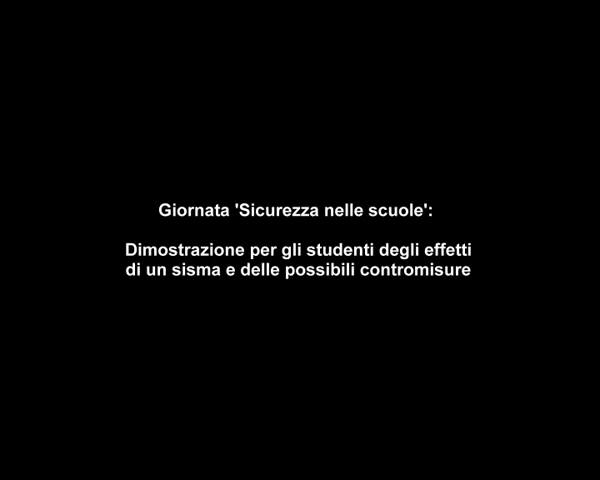 Giornata 'Sicurezza nelle scuole':
Dimostrazione per gli studenti degli effetti
di un sisma e delle possibili contromisure